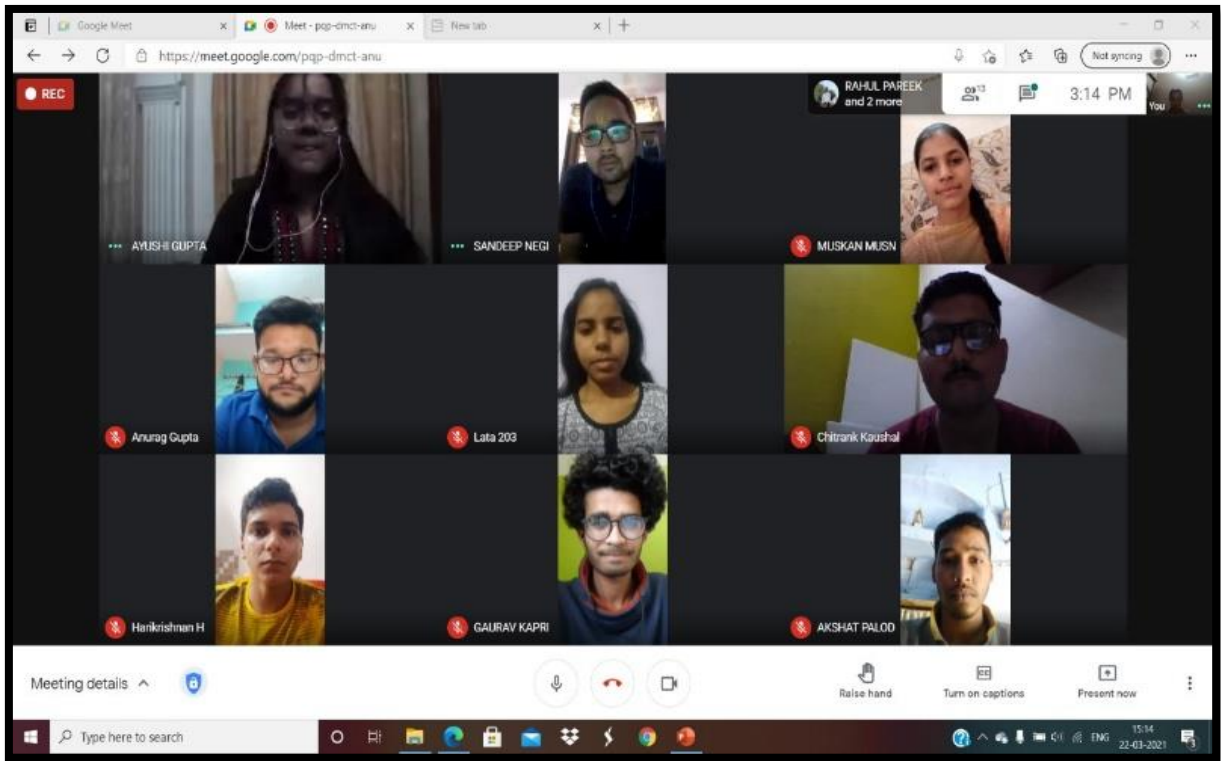 Google Meet
Meet - pqp-dmct-anu
New tab
https://meet.google.com/pqp-dmct-anu
Not syncing
REC
RAHUL PAREEK
and 2 more
13
3:14 PM
You
AYUSHI GUPTA
SANDEEP NEGI
MUSKAN MUSN
Anurag Gupta
Lata 203
Chitrank Kaushal
Harikrishnan H
GAURAV KAPRI
AKSHAT PALOD
Meeting details
Raise hand
CC
Turn on captions
Present now
Type here to search
ENG
15:14
22-03-2021
3